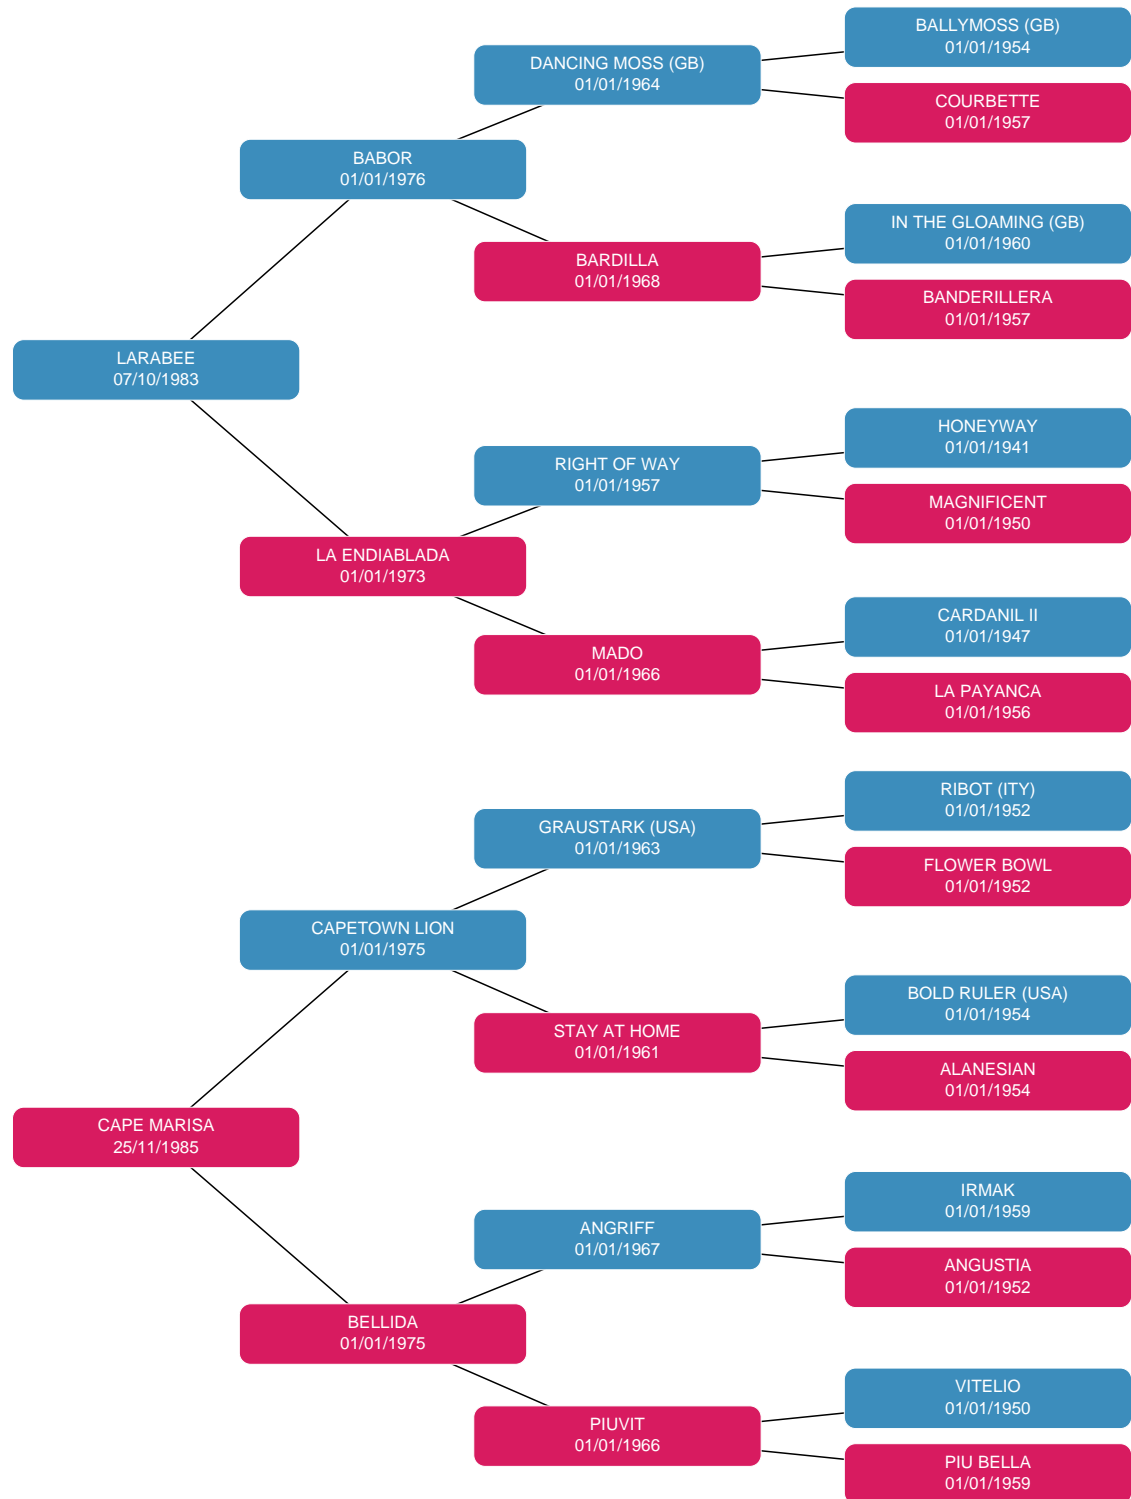 BALLYMOSS (GB)
01/01/1954
DANCING MOSS (GB)
01/01/1964
COURBETTE
01/01/1957
BABOR
01/01/1976
IN THE GLOAMING (GB)
01/01/1960
BARDILLA
01/01/1968
BANDERILLERA
01/01/1957
LARABEE
07/10/1983
HONEYWAY
01/01/1941
RIGHT OF WAY
01/01/1957
MAGNIFICENT
01/01/1950
LA ENDIABLADA
01/01/1973
CARDANIL II
01/01/1947
MADO
01/01/1966
LA PAYANCA
01/01/1956
RIBOT (ITY)
01/01/1952
GRAUSTARK (USA)
01/01/1963
FLOWER BOWL
01/01/1952
CAPETOWN LION
01/01/1975
BOLD RULER (USA)
01/01/1954
STAY AT HOME
01/01/1961
ALANESIAN
01/01/1954
CAPE MARISA
25/11/1985
IRMAK
01/01/1959
ANGRIFF
01/01/1967
ANGUSTIA
01/01/1952
BELLIDA
01/01/1975
VITELIO
01/01/1950
PIUVIT
01/01/1966
PIU BELLA
01/01/1959